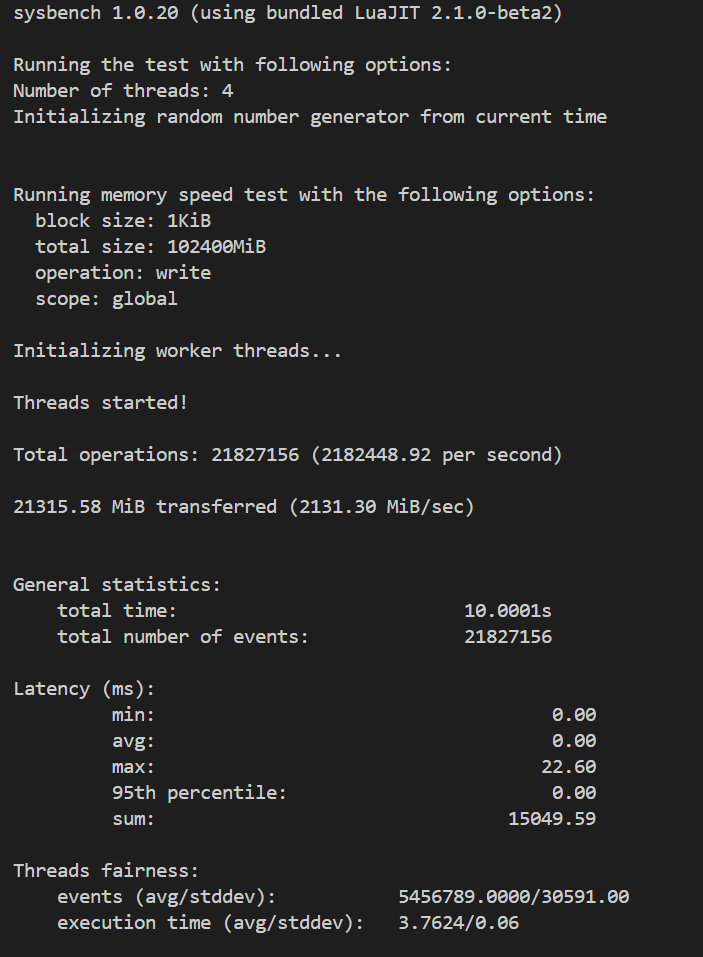 sysbench 1.0.20 (using bundled LuaJIT 2.1.0-beta2)
Running the test with following options:
Number of threads: 4
Initializing random number generator from current time
Running memory speed test with the following options:
block size: 1KiB
total size: 102400MiB
operation: write
scope: global
Initializing worker threads...
Threads started!
Total operations: 21827156 (2182448.92 per second)
21315.58 MiB transferred (2131.30 MiB/sec)
General statistics:
total time: 10.0001s
total number of events: 21827156
Latency (ms):
min: 0.00
avg: 0.00
max: 22.60
95th percentile: 0.00
sum: 15049.59
Threads fairness:
events (avg/stddev): 5456789.0000/30591.00
execution time (avg/stddev): 3.7624/0.06